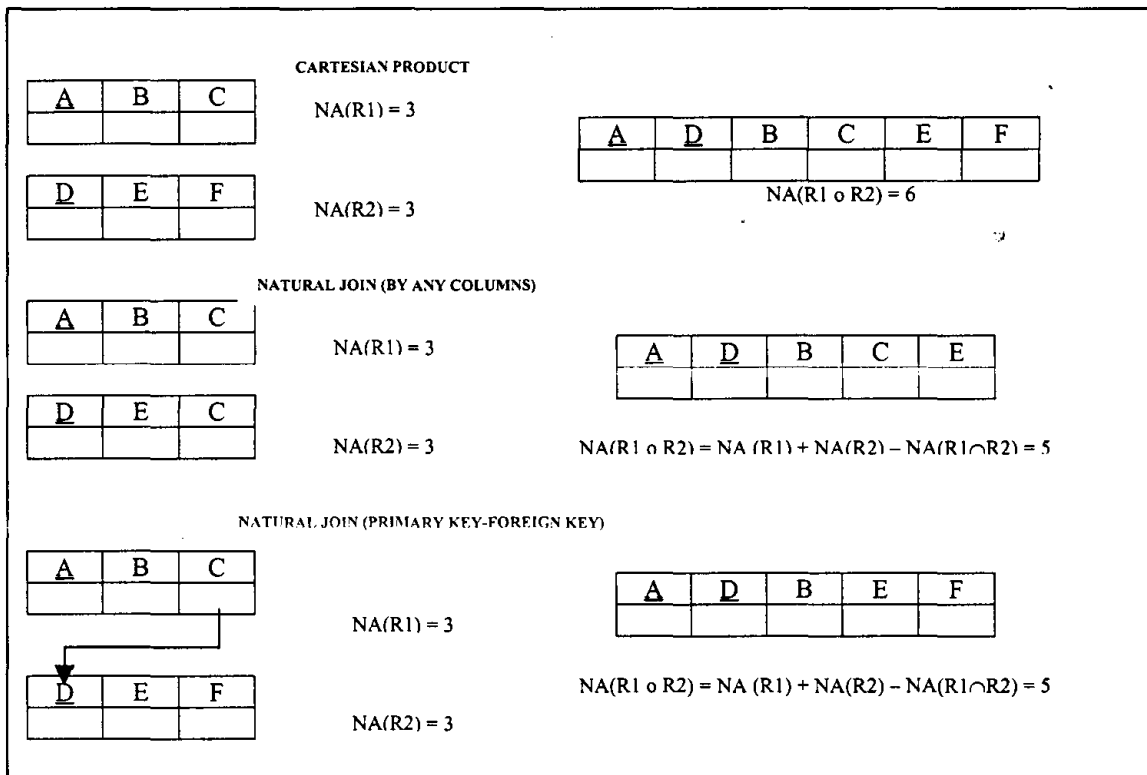 CARTESIAN PRODUCT
A B C
NA(R1) = 3
A D B C E F
D E F
NA(R2) = 3
NA(R1 o R2) = 6
NATURAL JOIN (BY ANY COLUMNS)
A B C
NA(R1) = 3
A D B C E
D E C
NA(R2) = 3
NA(R1 o R2) = NA (R1) + NA(R2) – NA(R1∩R2) = 5
NATURAL JOIN (PRIMARY KEY-FOREIGN KEY)
A B C
A D B E F
NA(R1) = 3
D E F
NA(R1 o R2) = NA (R1) + NA(R2) – NA(R1∩R2) = 5
NA(R2) = 3